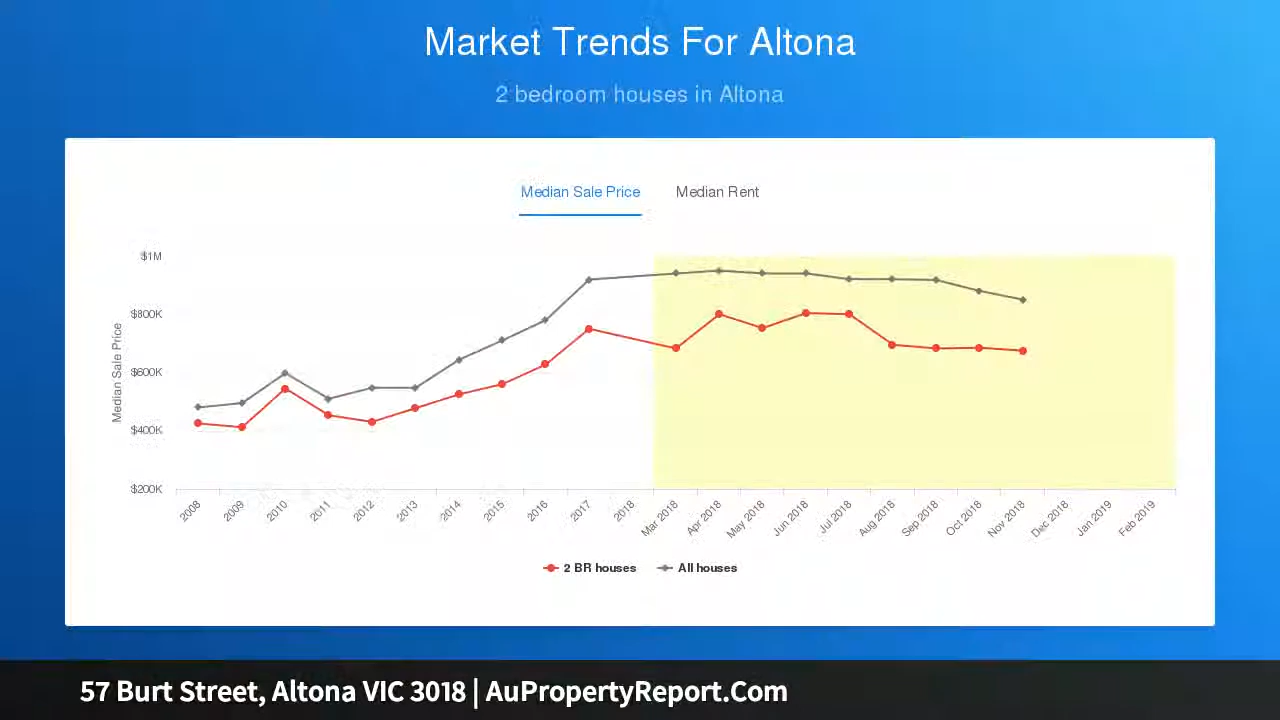 Market Trends For Altona
2 bedroom houses in Altona
Median Sale Price Median Rent
$1M
$800K
$600K
$400K
$200K
Median Sale Price
2008 2009 2010 2011 2012 2013 2014 2015 2016 2017 2018 Mar 2018 Apr 2018 May 2018 Jun 2018 Jul 2018 Aug 2018 Sep 2018 Oct 2018 Nov 2018 Dec 2018 Jan 2019 Feb 2019
2 BR houses All houses
57 Burt Street, Altona VIC 3018 | AuPropertyReport.Com